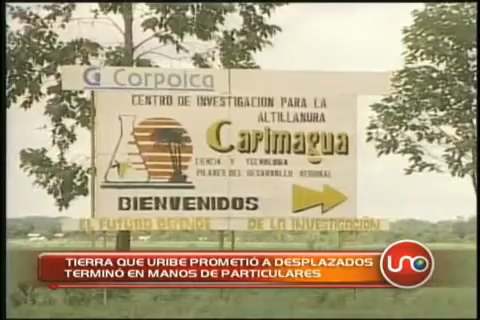 Corpoica
CENTRO DE INVESTIGACION PARA LA
ALTILLANURA
Carimagua
CIENCIA Y TECNOLOGIA
PILARES DEL DESARROLLO REGIONAL
BIENVENIDOS
EL FUTURO DEPENDE DE LA INVESTIGACIÓN
TIERRA QUE URIBE PROMETIÓ A DESPLAZADOS
TERMINÓ EN MANOS DE PARTICULARES
UNO